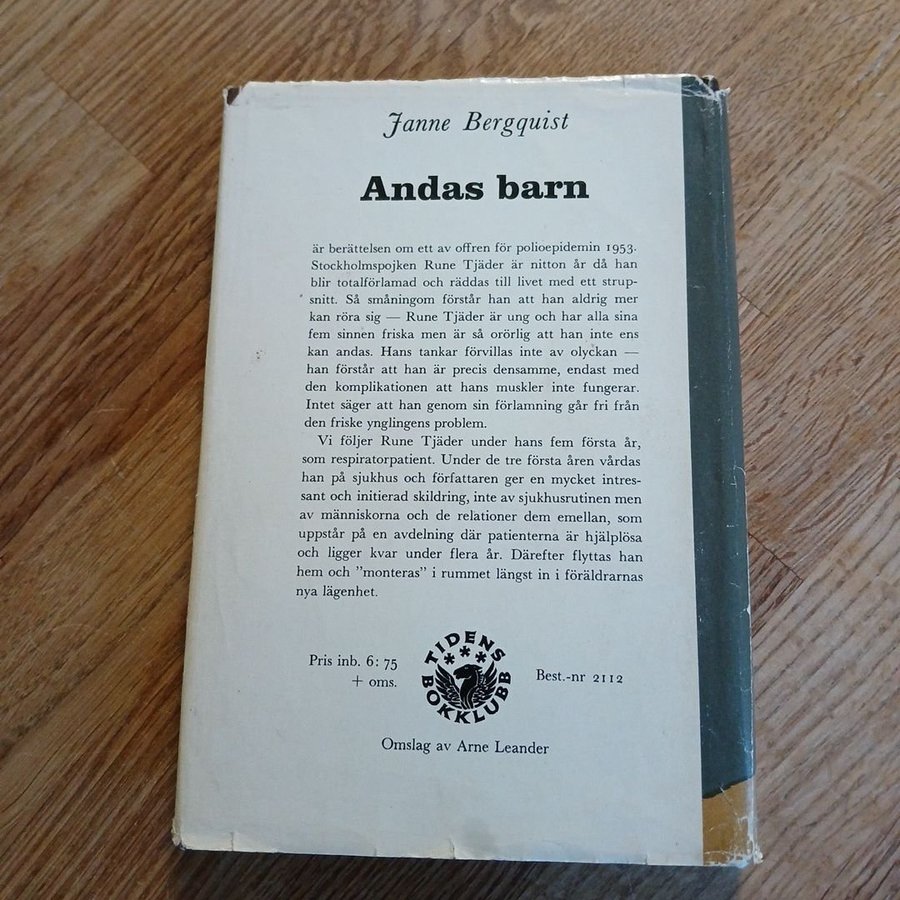 Janne Bergquist
Andas barn
är berättelsen om ett av offren för polioepidemin 1953.
Stockholmspojken Rune Tjäder är nitton år då han
blir totalförlamad och räddas till livet med ett strup-
snitt. Så småningom förstår han att han aldrig mer
kan röra sig — Rune Tjäder är ung och har alla sina
fem sinnen friska men är så orörlig att han inte ens
kan andas. Hans tankar förvillas inte av olyckan —
han förstår att han är precis densamme, endast med
den komplikationen att hans muskler inte fungerar.
Intet säger att han genom sin förlamning går fri från
den friske ynglingens problem.
Vi följer Rune Tjäder under hans fem första år,
som respiratorpatient. Under de tre första åren vårdas
han på sjukhus och författaren ger en mycket intres-
sant och initierad skildring, inte av sjukhusrutinen men
av människorna och de relationer dem emellan, som
uppstår på en avdelning där patienterna är hjälplösa
och ligger kvar under flera år. Därefter flyttas han
hem och ”monteras” i rummet längst in i föräldrarnas
nya lägenhet.
Pris inb. 6:75
+ oms.
TIDENS
BOKKLUBB
Best.-nr 2112
Omslag av Arne Leander